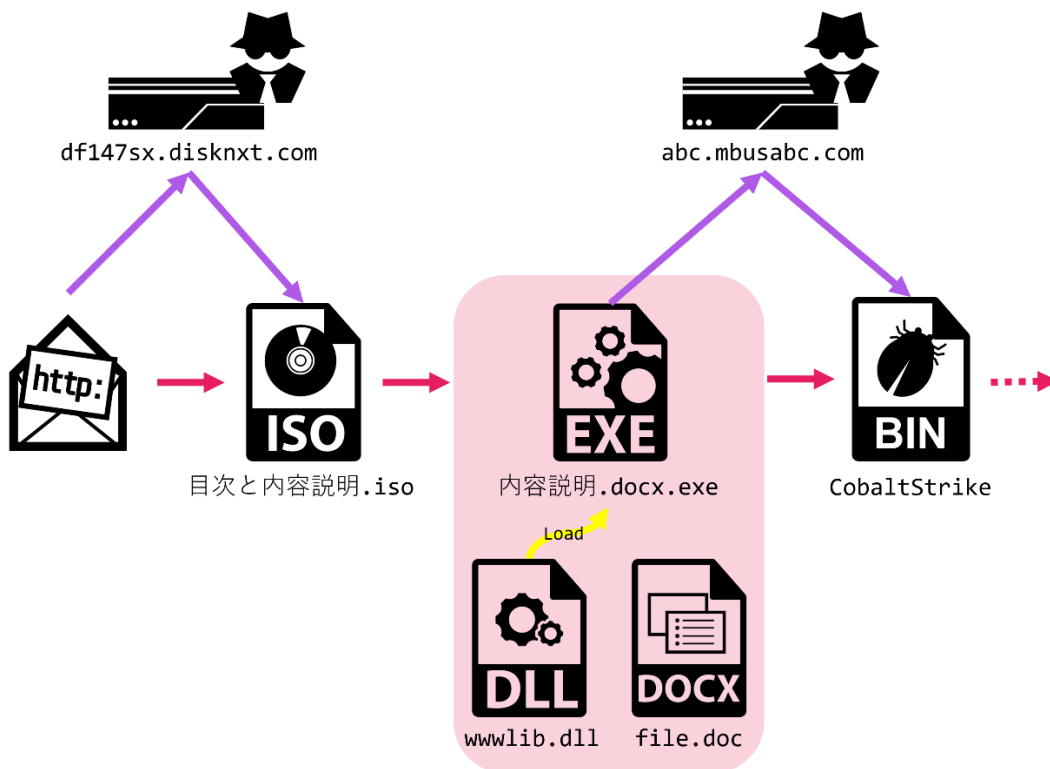 df147sx.disknxt.com
abc.mbusabc.com
http:
ISO
EXE
BIN
目次と内容説明.iso
内容説明.docx.exe
CobaltStrike
Load
DLL
DOCX
wwwlib.dll
file.doc